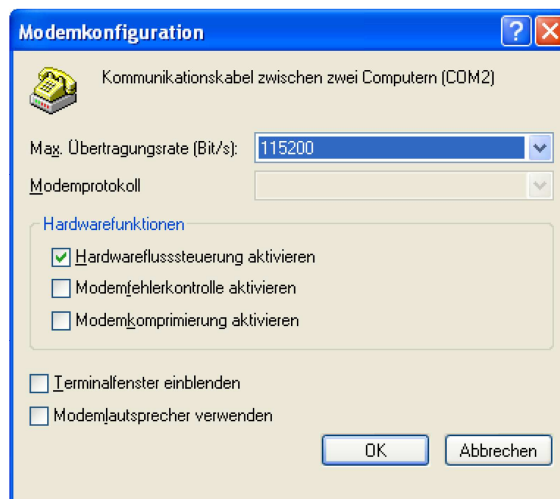 Modemkonfiguration
Kommunikationskabel zwischen zwei Computern (COM2)
Max. Übertragungsrate (Bit/s): 115200
Modemprotokoll
Hardwarefunktionen
Hardwareflusssteuerung aktivieren
Modemfehlerkontrolle aktivieren
Modemkomprimierung aktivieren
Terminalfenster einblenden
Modemlautsprecher verwenden
OK Abbrechen